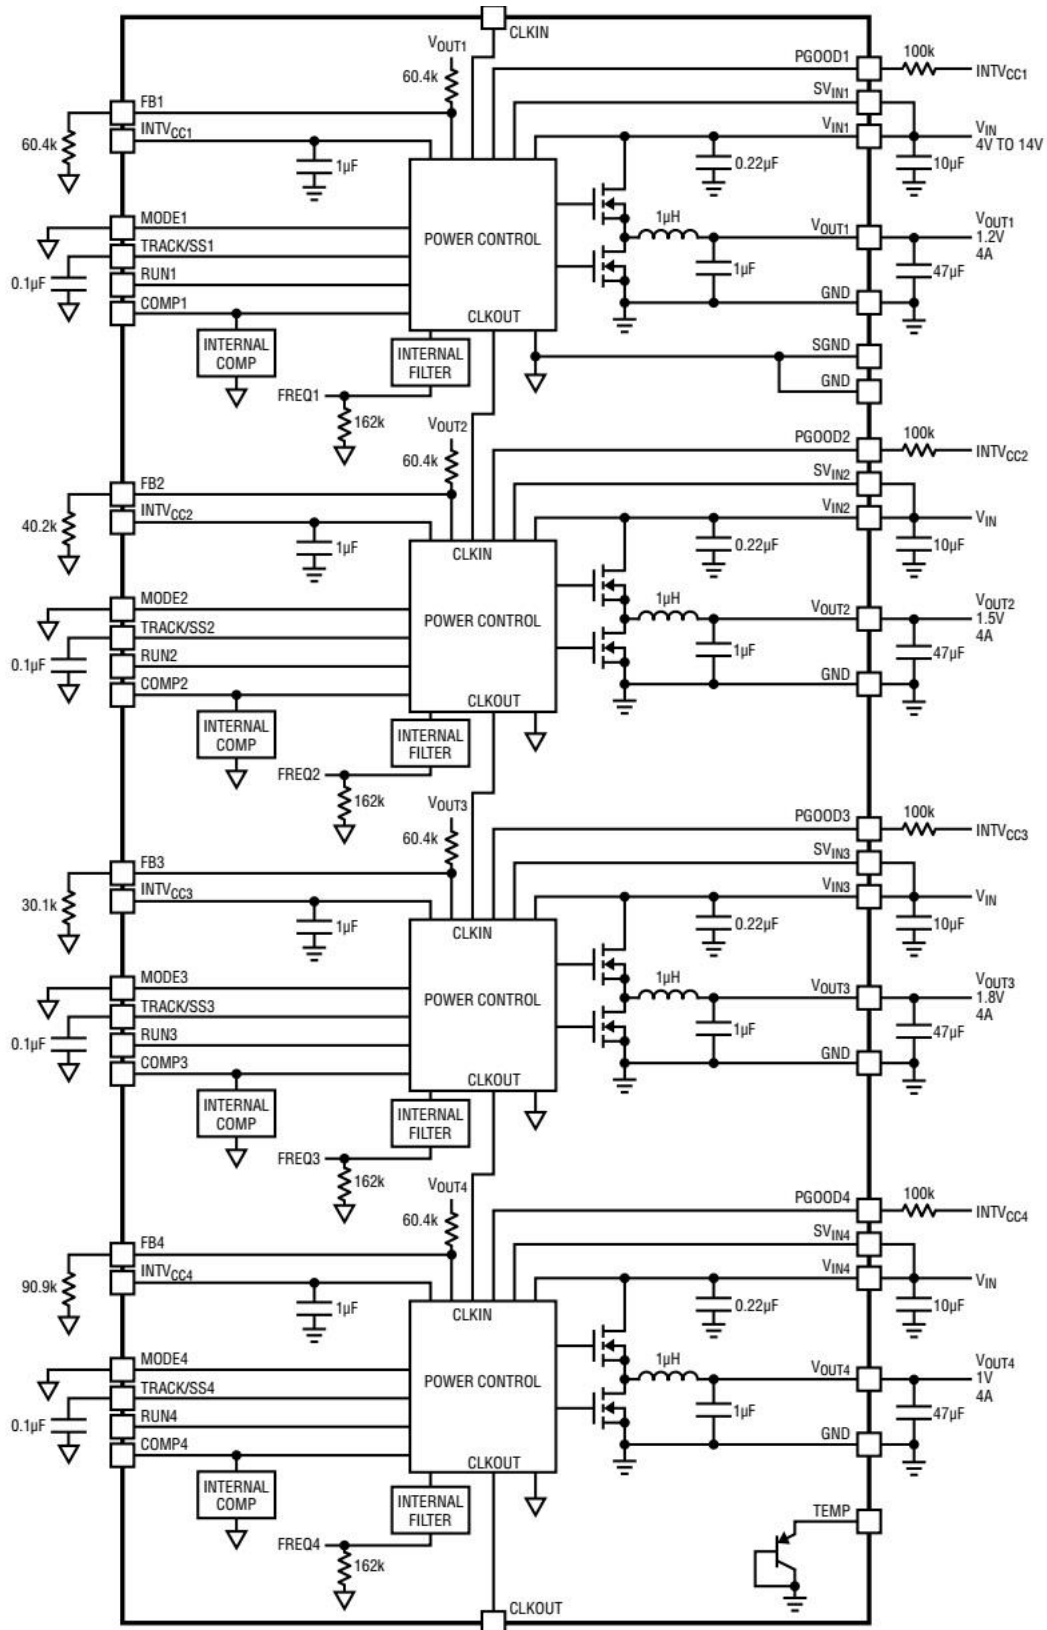 CLKIN
VOUT1
60.4k
PGOOD1
100k
INTVCC1
SVIN1
FB1
INTVCC1
60.4k
1µF
VIN1
VIN
4V TO 14V
0.22µF
10µF
MODE1
TRACK/SS1
0.1µF
RUN1
COMP1
POWER CONTROL
1µH
VOUT1
VOUT1
1.2V
4A
1µF
47µF
GND
CLKOUT
INTERNAL
COMP
INTERNAL
FILTER
SGND
GND
FREQ1
162k
VOUT2
60.4k
PGOOD2
100k
INTVCC2
SVIN2
FB2
INTVCC2
40.2k
1µF
CLKIN
VIN2
VIN
0.22µF
10µF
MODE2
TRACK/SS2
0.1µF
RUN2
COMP2
POWER CONTROL
1µH
VOUT2
VOUT2
1.5V
4A
1µF
47µF
GND
CLKOUT
INTERNAL
COMP
INTERNAL
FILTER
FREQ2
162k
VOUT3
60.4k
PGOOD3
100k
INTVCC3
SVIN3
FB3
INTVCC3
30.1k
1µF
CLKIN
VIN3
VIN
0.22µF
10µF
MODE3
TRACK/SS3
0.1µF
RUN3
COMP3
POWER CONTROL
1µH
VOUT3
VOUT3
1.8V
4A
1µF
47µF
GND
CLKOUT
INTERNAL
COMP
INTERNAL
FILTER
FREQ3
162k
VOUT4
60.4k
PGOOD4
100k
INTVCC4
SVIN4
FB4
INTVCC4
90.9k
1µF
CLKIN
VIN4
VIN
0.22µF
10µF
MODE4
TRACK/SS4
0.1µF
RUN4
COMP4
POWER CONTROL
1µH
VOUT4
VOUT4
1V
4A
1µF
47µF
GND
CLKOUT
INTERNAL
COMP
INTERNAL
FILTER
FREQ4
162k
TEMP
CLKOUT